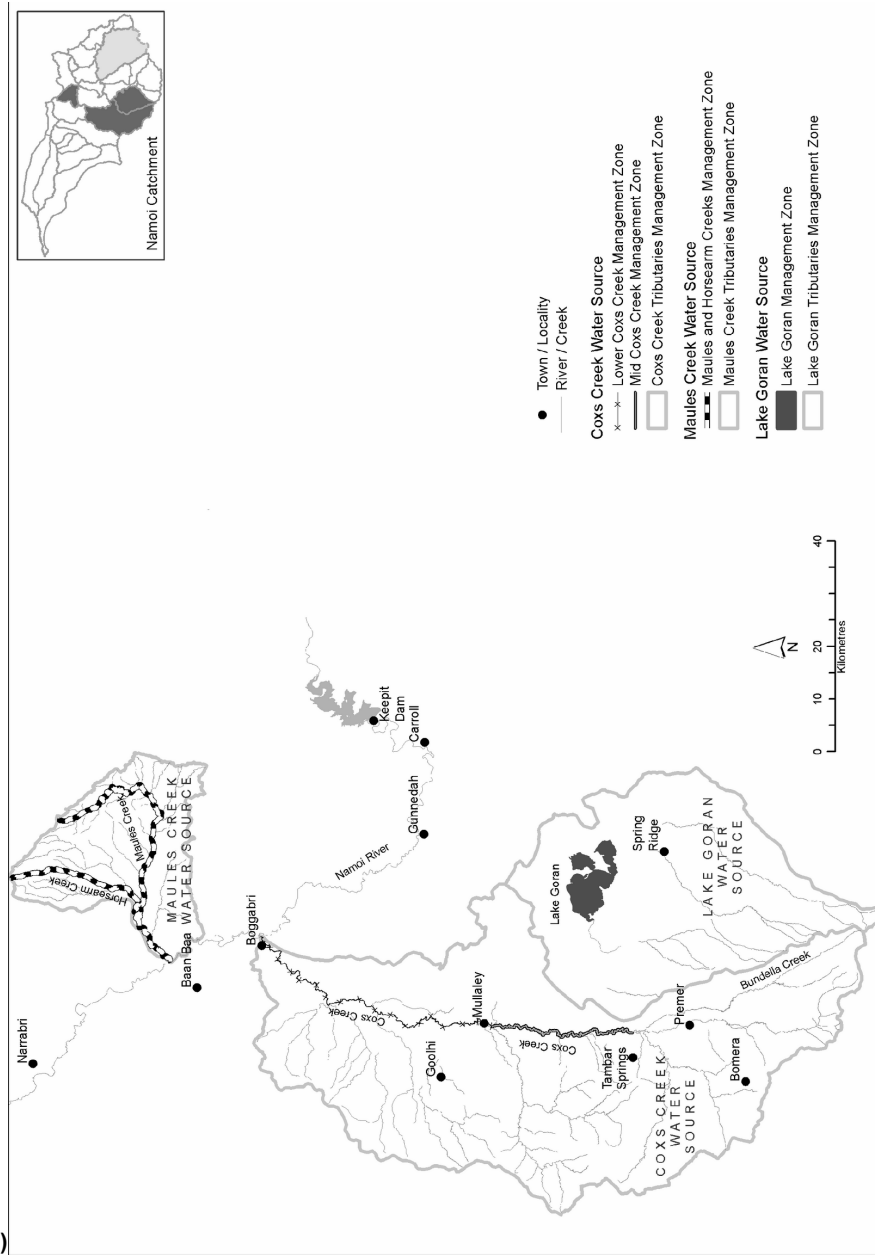 )
Namoi Catchment
Town / Locality
River / Creek
Coxs Creek Water Source
Lower Coxs Creek Management Zone
Mid Coxs Creek Management Zone
Coxs Creek Tributaries Management Zone
Maules Creek Water Source
Maules and Horsearm Creeks Management Zone
Maules Creek Tributaries Management Zone
Lake Goran Water Source
Lake Goran Management Zone
Lake Goran Tributaries Management Zone
Narrabri
Horsearm Creek
Maules Creek
MAULES CREEK
WATER SOURCE
Baan Baa
Boggabri
Namoi River
Gunnedah
Carroll
Keepit
Dam
Coxs Creek
Goolhi
Mullaley
Coxs Creek
Tambar
Springs
COXS CREEK
WATER
SOURCE
Premer
Bomera
Bundella Creek
Lake Goran
Spring
Ridge
LAKE GORAN
WATER
SOURCE
N
0 10 20 40
Kilometres